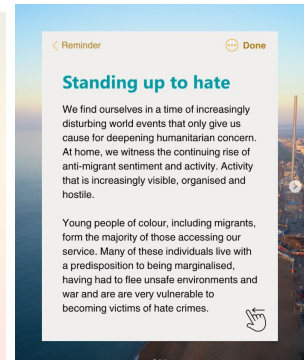 Reminder
Done
Standing up to hate
We find ourselves in a time of increasingly
disturbing world events that only give us
cause for deepening humanitarian concern.
At home, we witness the continuing rise of
anti-migrant sentiment and activity. Activity
that is increasingly visible, organised and
hostile.
Young people of colour, including migrants,
form the majority of those accessing our
service. Many of these individuals live with
a predisposition to being marginalised,
having had to flee unsafe environments and
war and are are very vulnerable to
becoming victims of hate crimes.